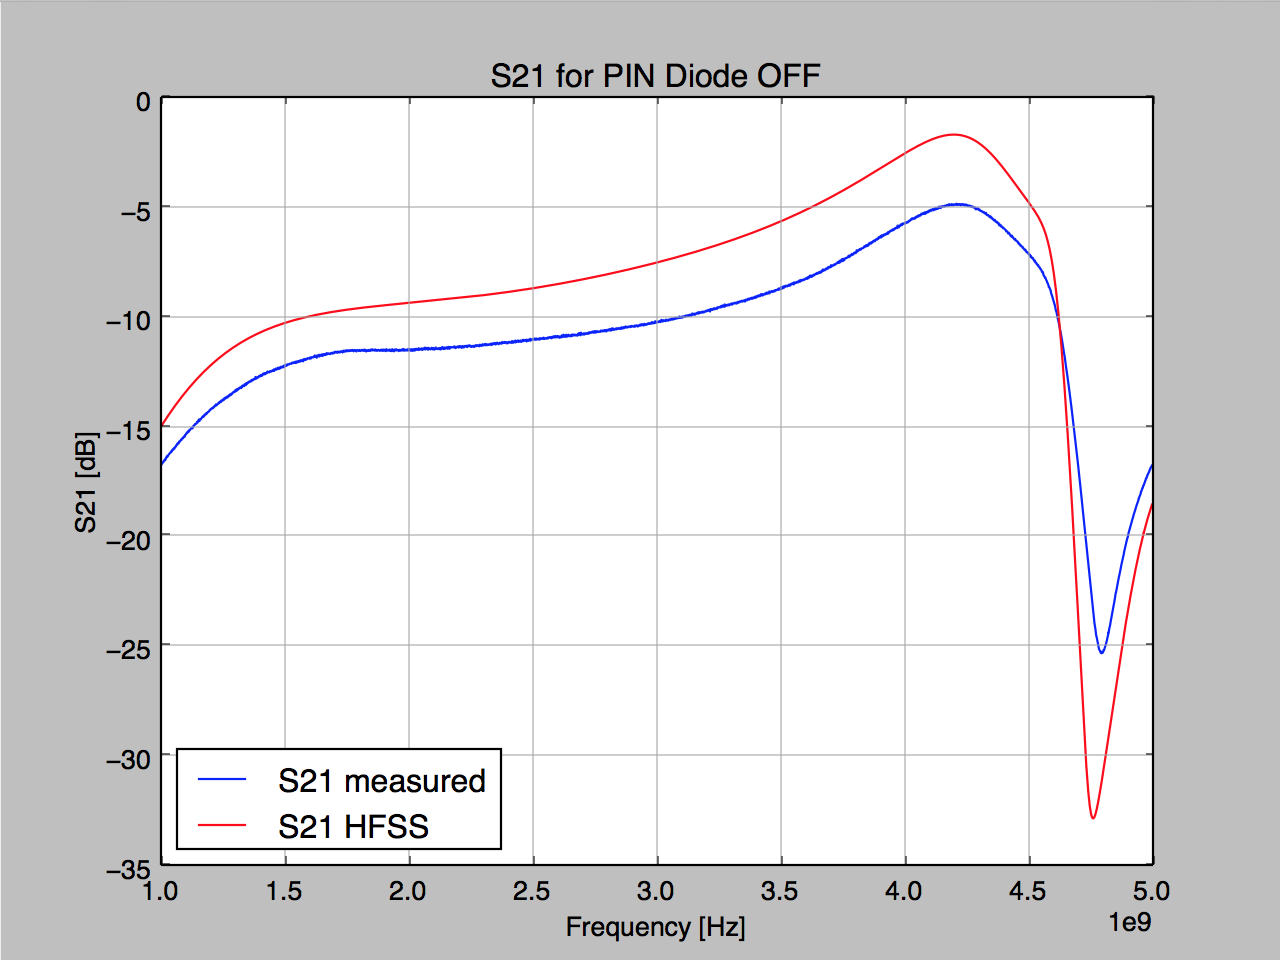 S21 for PIN Diode OFF
0
−5
−10
−15
−20
−25
−30
−35
S21 [dB]
S21 measured
S21 HFSS
1.0 1.5 2.0 2.5 3.0 3.5 4.0 4.5 5.0
1e9
Frequency [Hz]